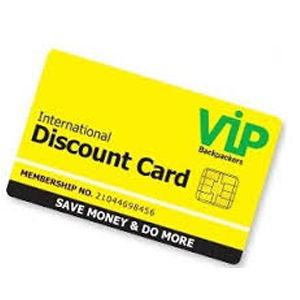 International
Discount Card
ViP
Backpackers
MEMBERSHIP NO. 21044698456
SAVE MONEY & DO MORE